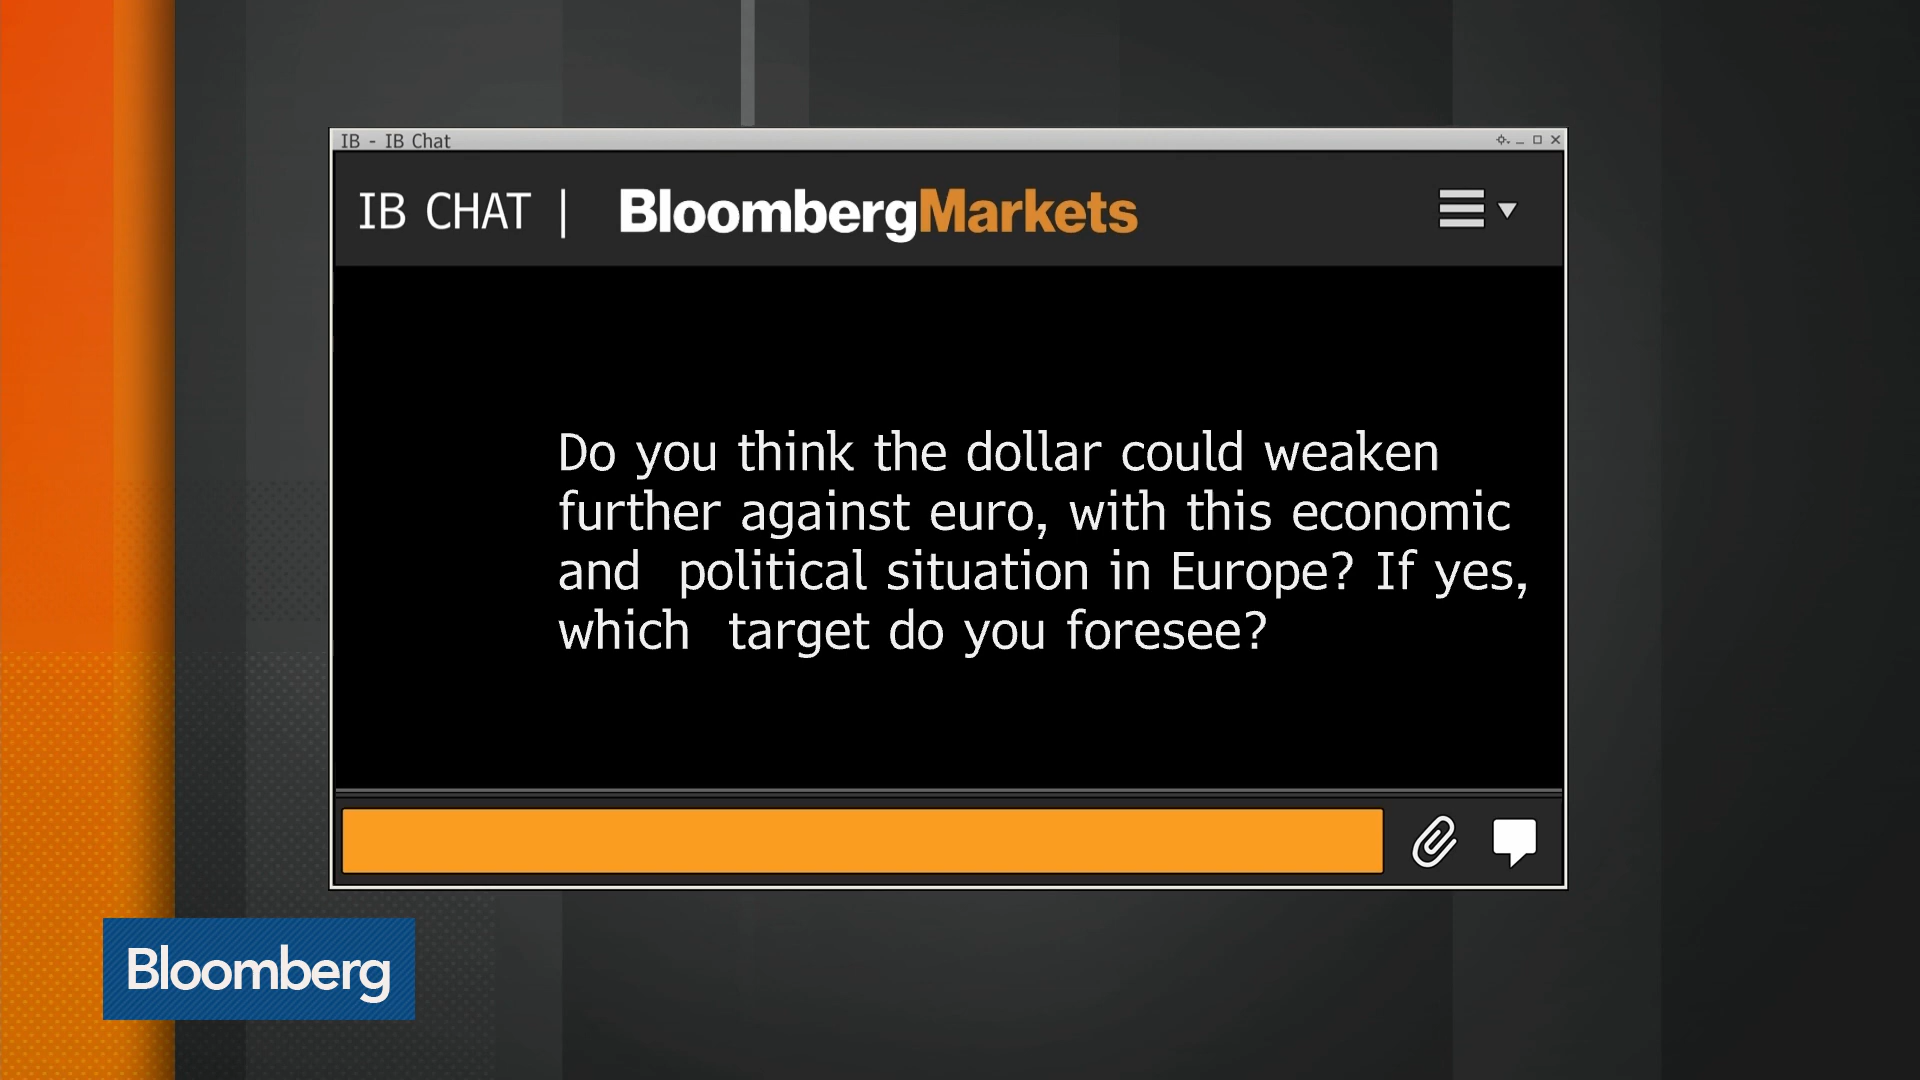 IB - IB Chat
IB CHAT | BloombergMarkets
Do you think the dollar could weaken
further against euro, with this economic
and  political situation in Europe? If yes,
which  target do you foresee?
Bloomberg